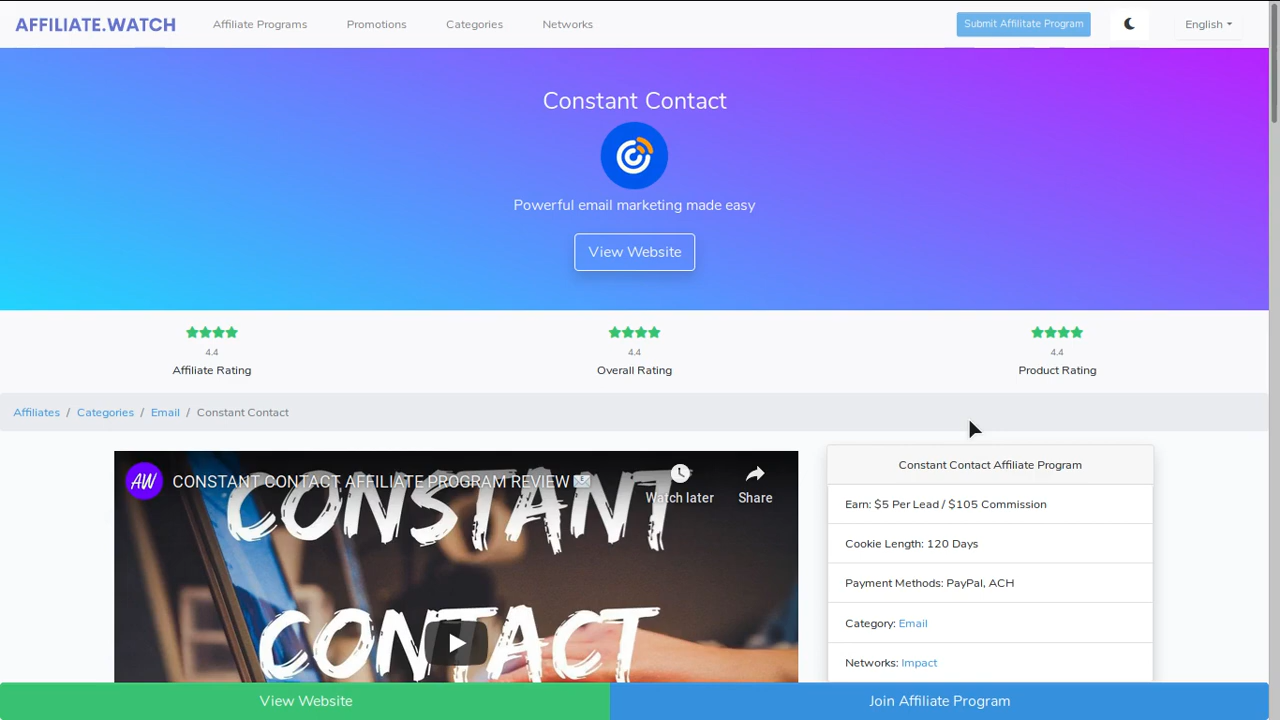 AFFILIATE.WATCH
Affiliate Programs
Promotions
Categories
Networks
Submit Affilitate Program
English
Constant Contact
Powerful email marketing made easy
View Website
4.4
Affiliate Rating
4.4
Overall Rating
4.4
Product Rating
Affiliates / Categories / Email / Constant Contact
AW
CONSTANT CONTACT AFFILIATE PROGRAM REVIEW
Watch later
Share
CONSTANT
CONTACT
Constant Contact Affiliate Program
Earn: $5 Per Lead / $105 Commission
Cookie Length: 120 Days
Payment Methods: PayPal, ACH
Category: Email
Networks: Impact
View Website
Join Affiliate Program